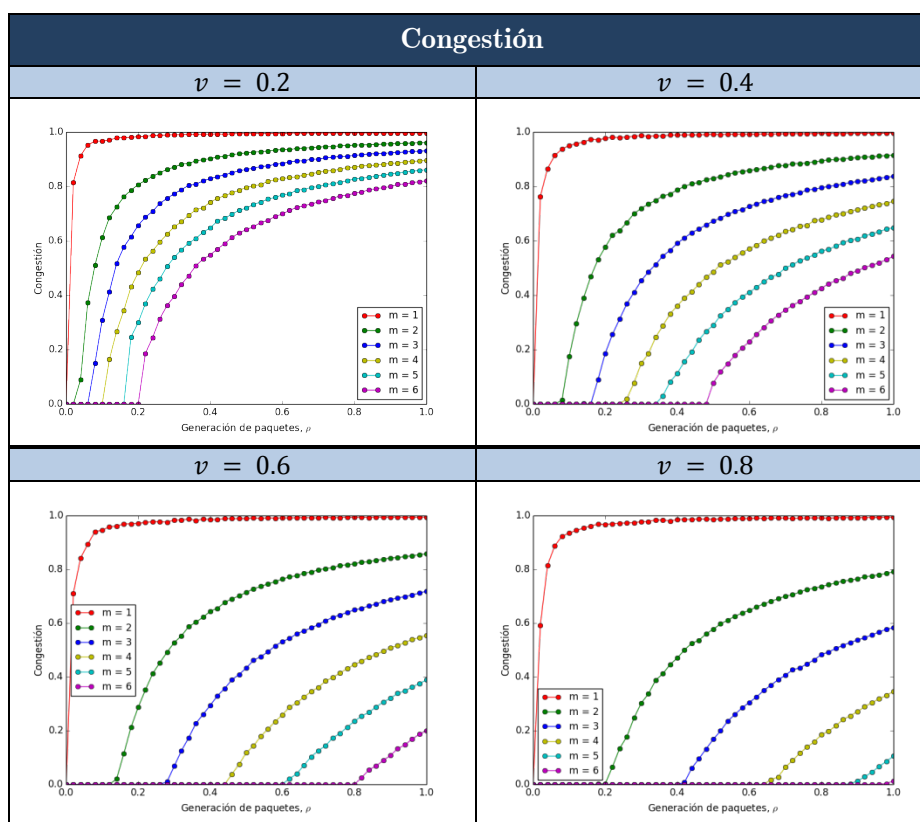 Congestión
v = 0.2
v = 0.4
1.0
0.8
0.6
0.4
0.2
0.0
Congestión
m = 1
m = 2
m = 3
m = 4
m = 5
m = 6
0.0 0.2 0.4 0.6 0.8 1.0
Generación de paquetes, ρ
1.0
0.8
0.6
0.4
0.2
0.0
Congestión
m = 1
m = 2
m = 3
m = 4
m = 5
m = 6
0.0 0.2 0.4 0.6 0.8 1.0
Generación de paquetes, ρ
v = 0.6
v = 0.8
1.0
0.8
0.6
0.4
0.2
0.0
Congestión
m = 1
m = 2
m = 3
m = 4
m = 5
m = 6
0.0 0.2 0.4 0.6 0.8 1.0
Generación de paquetes, ρ
1.0
0.8
0.6
0.4
0.2
0.0
Congestión
m = 1
m = 2
m = 3
m = 4
m = 5
m = 6
0.0 0.2 0.4 0.6 0.8 1.0
Generación de paquetes, ρ